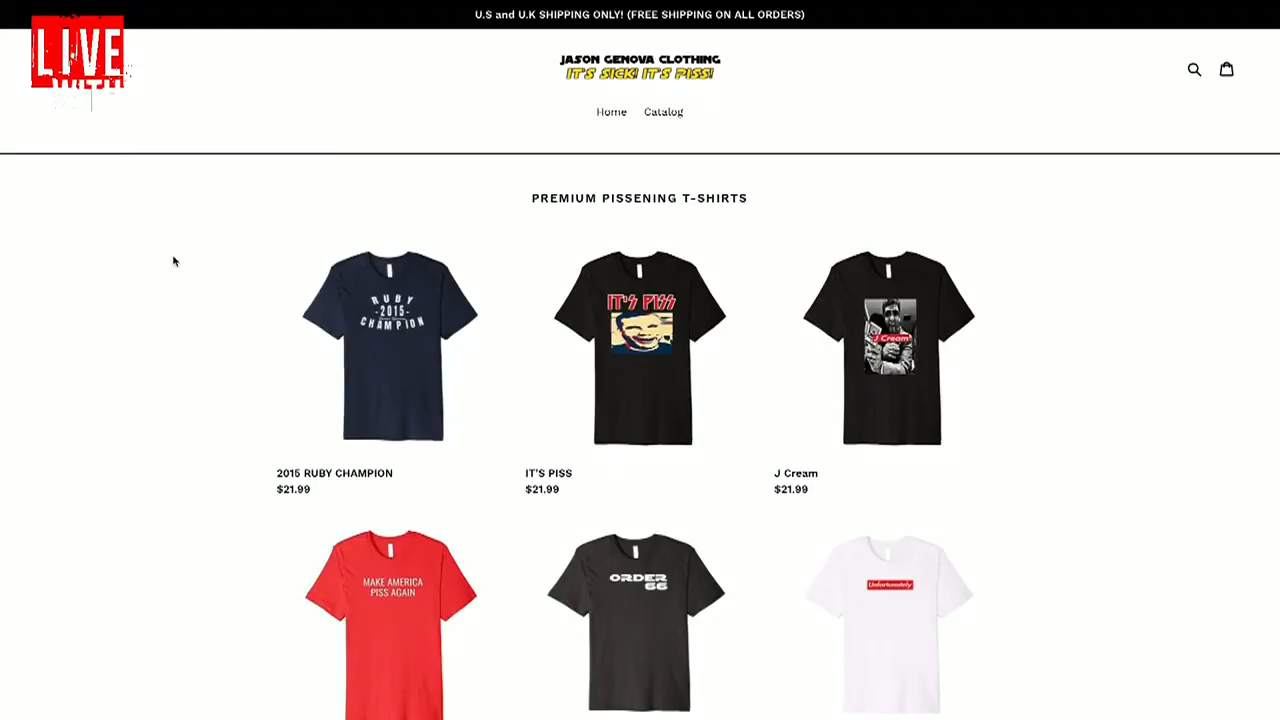 U.S and U.K SHIPPING ONLY! (FREE SHIPPING ON ALL ORDERS)
LIVE
WITH
JASON GENOVA CLOTHING
IT'S SICK! IT'S PISS!
Home Catalog
PREMIUM PISSENING T-SHIRTS
RUBY
-2015-
CHAMPION
IT'S PISS
J Cream
2015 RUBY CHAMPION
$21.99
IT'S PISS
$21.99
J Cream
$21.99
MAKE AMERICA
PISS AGAIN
ORDER
66
Unfortunately